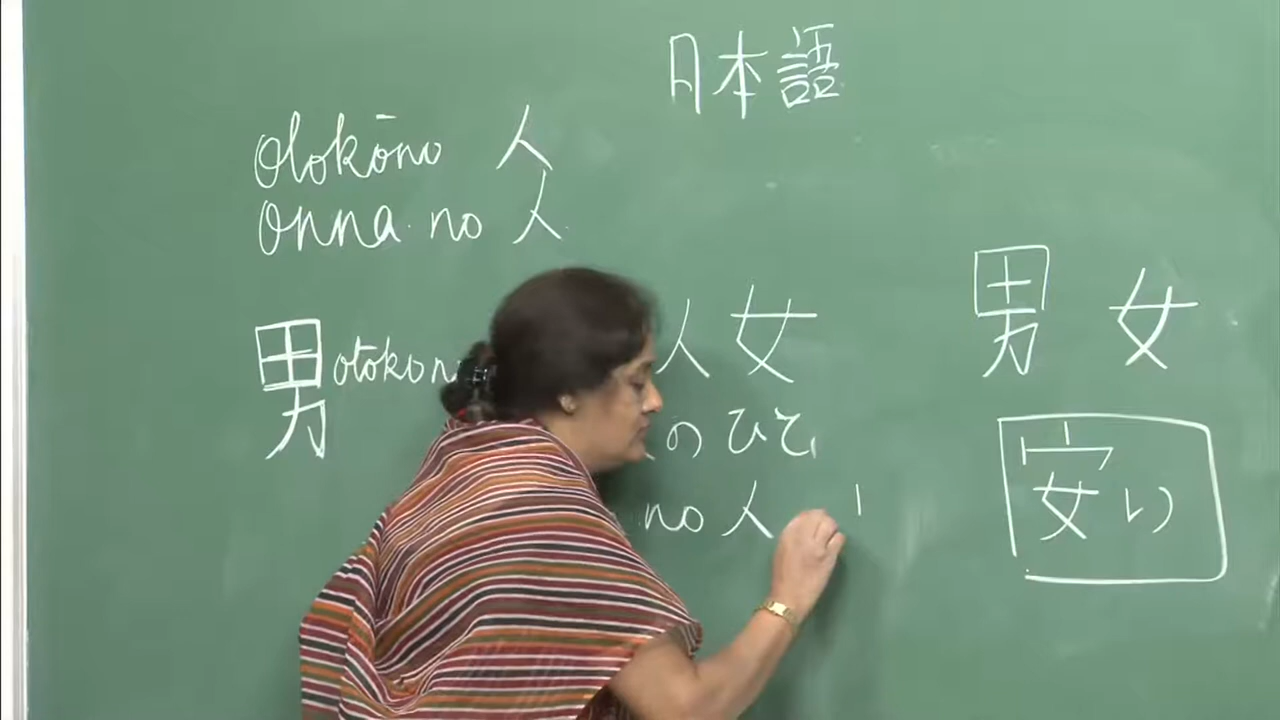 日本語
otokōno 人
onna no 人
男 女
男 otokon 人 女
のひと
安い
no 人